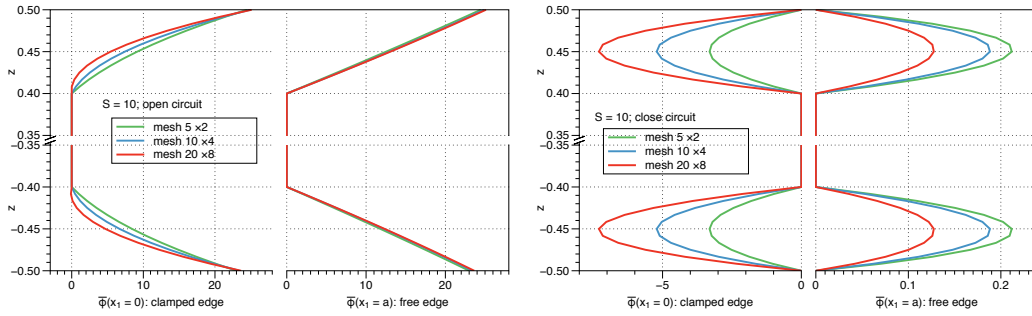 0.50
0.45
0.40
0.35
−0.35
−0.40
−0.45
−0.50
z
z
S = 10; open circuit
mesh 5 ×2
mesh 10 ×4
mesh 20 ×8
0 10 20
0 10 20
φ̅(x₁ = 0): clamped edge
φ̅(x₁ = a): free edge
0.50
0.45
0.40
0.35
−0.35
−0.40
−0.45
−0.50
z
z
S = 10; close circuit
mesh 5 ×2
mesh 10 ×4
mesh 20 ×8
−5 0
0 0.1 0.2
φ̅(x₁ = 0): clamped edge
φ̅(x₁ = a): free edge